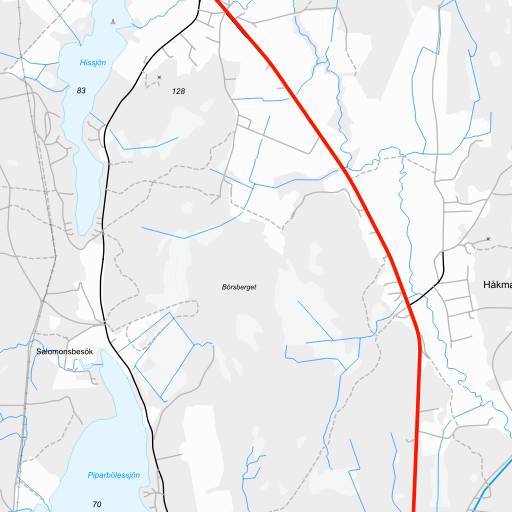 Hissjön
83
128
Börsberget
Håkma
Salomonsbesök
Piparbölessjön
70